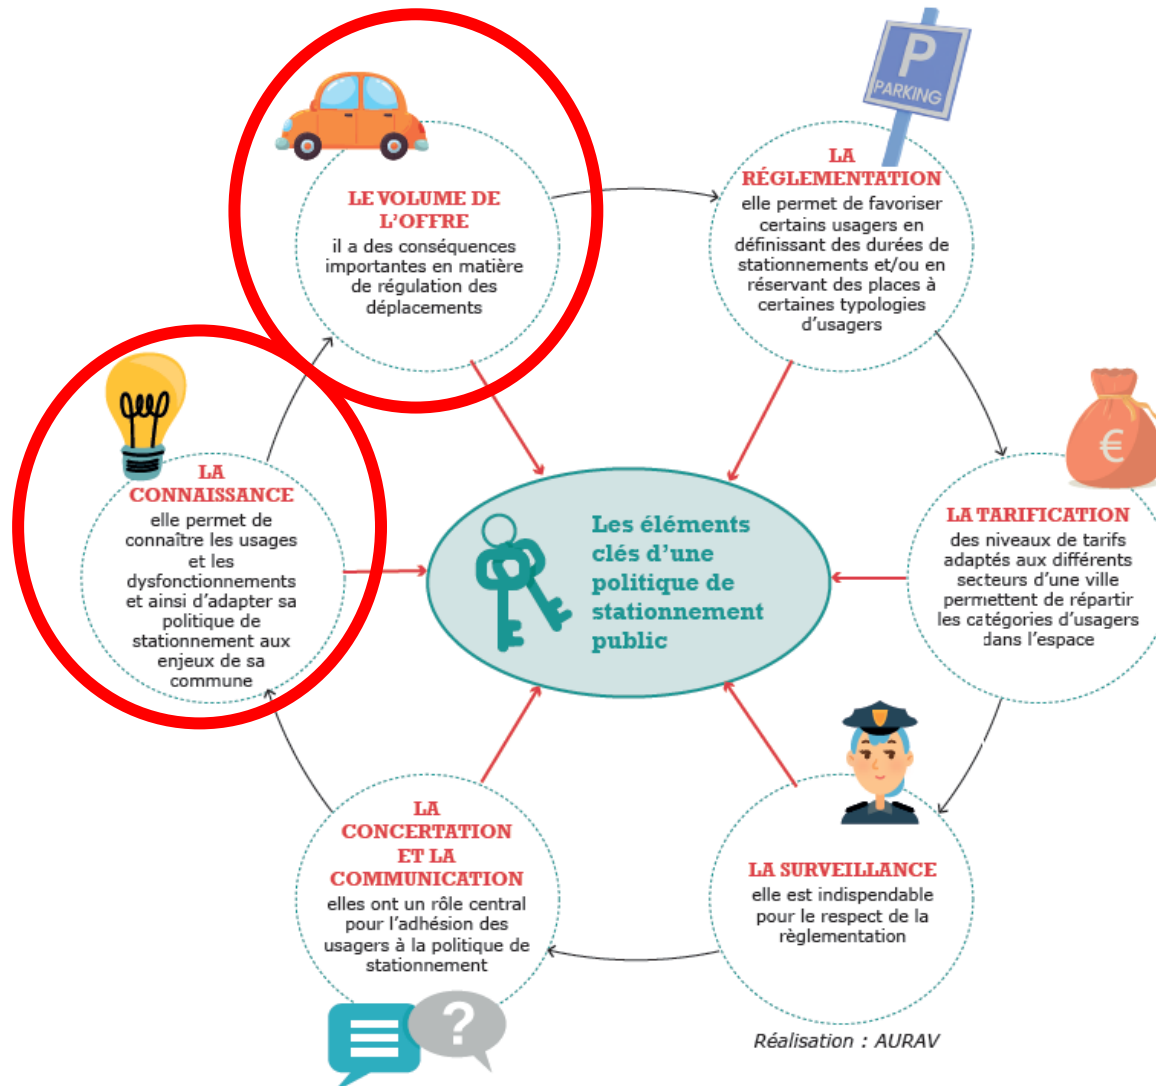 P
PARKING
LE VOLUME DE
L'OFFRE
il a des conséquences
importantes en matière
de régulation des
déplacements
LA
RÉGLEMENTATION
elle permet de favoriser
certains usagers en
définissant des durées de
stationnements et/ou en
réservant des places à
certaines typologies
d'usagers
€
LA TARIFICATION
des niveaux de tarifs
adaptés aux différents
secteurs d'une ville
permettent de répartir
les catégories d'usagers
dans l'espace
LA SURVEILLANCE
elle est indispendable
pour le respect de la
règlementation
LA
CONCERTATION
ET LA
COMMUNICATION
elles ont un rôle central
pour l'adhésion des
usagers à la politique de
stationnement
?
LA
CONNAISSANCE
elle permet de
connaître les usages
et les
dysfonctionnements
et ainsi d'adapter sa
politique de
stationnement aux
enjeux de sa
commune
Les éléments
clés d'une
politique de
stationnement
public
Réalisation : AURAV